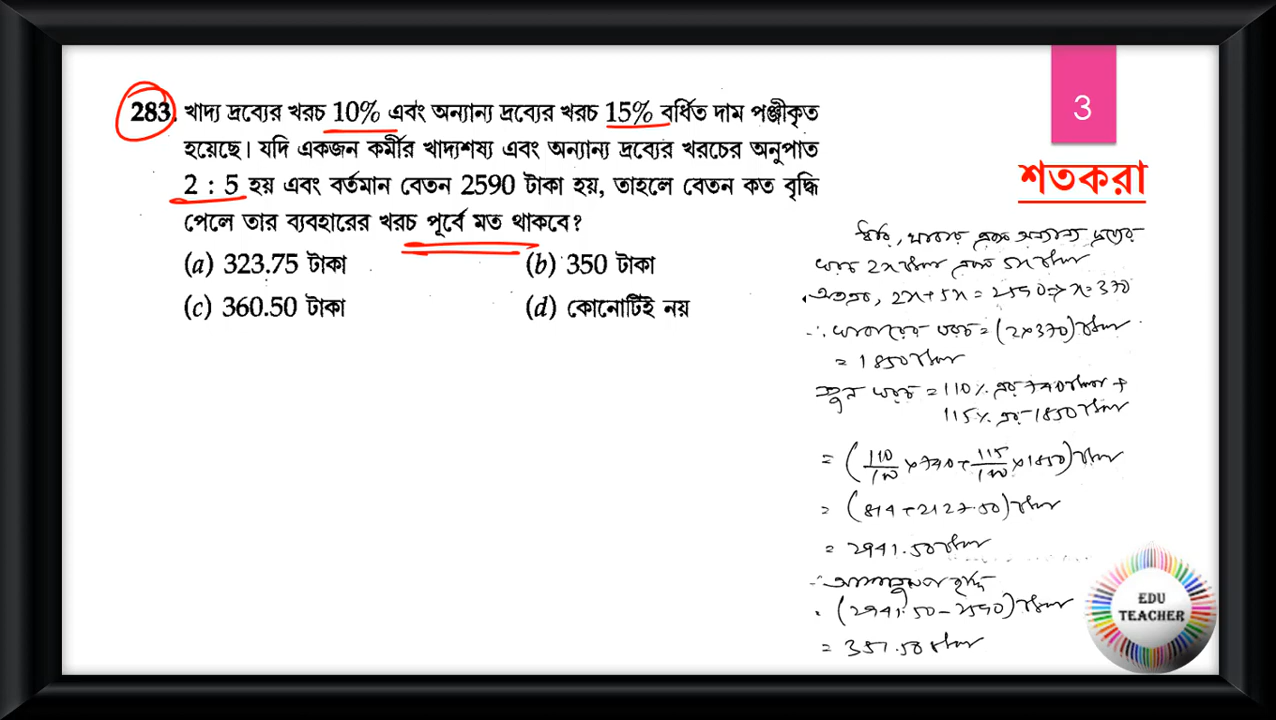 283. খাদ্য দ্রব্যের খরচ 10% এবং অন্যান্য দ্রব্যের খরচ 15% বর্ধিত দাম পঞ্জীকৃত
হয়েছে। যদি একজন কর্মীর খাদ্যশষ্য এবং অন্যান্য দ্রব্যের খরচের অনুপাত
2 : 5 হয় এবং বর্তমান বেতন 2590 টাকা হয়, তাহলে বেতন কত বৃদ্ধি
পেলে তার ব্যবহারের খরচ পূর্বে মত থাকবে?
(a) 323.75 টাকা (b) 350 টাকা
(c) 360.50 টাকা (d) কোনোটিই নয়
3
শতকরা
ধরি, খাবার এবং অন্যান্য দ্রব্যের
খরচ 2x টাকা এবং 5x টাকা
অতএব, 2x+5x = 2590 ⇒ x = 370
∴ খাবারের খরচ = (2×370) টাকা
= 1850 টাকা
খরচ = 110% এর 740 টাকা +
115% এর 1850 টাকা
= (110/100 × 740 + 115/100 × 1850) টাকা
= (814 + 2127.50) টাকা
= 2941.50 টাকা
(2941.50 - 2590) টাকা
= 351.50 টাকা
EDU
TEACHER